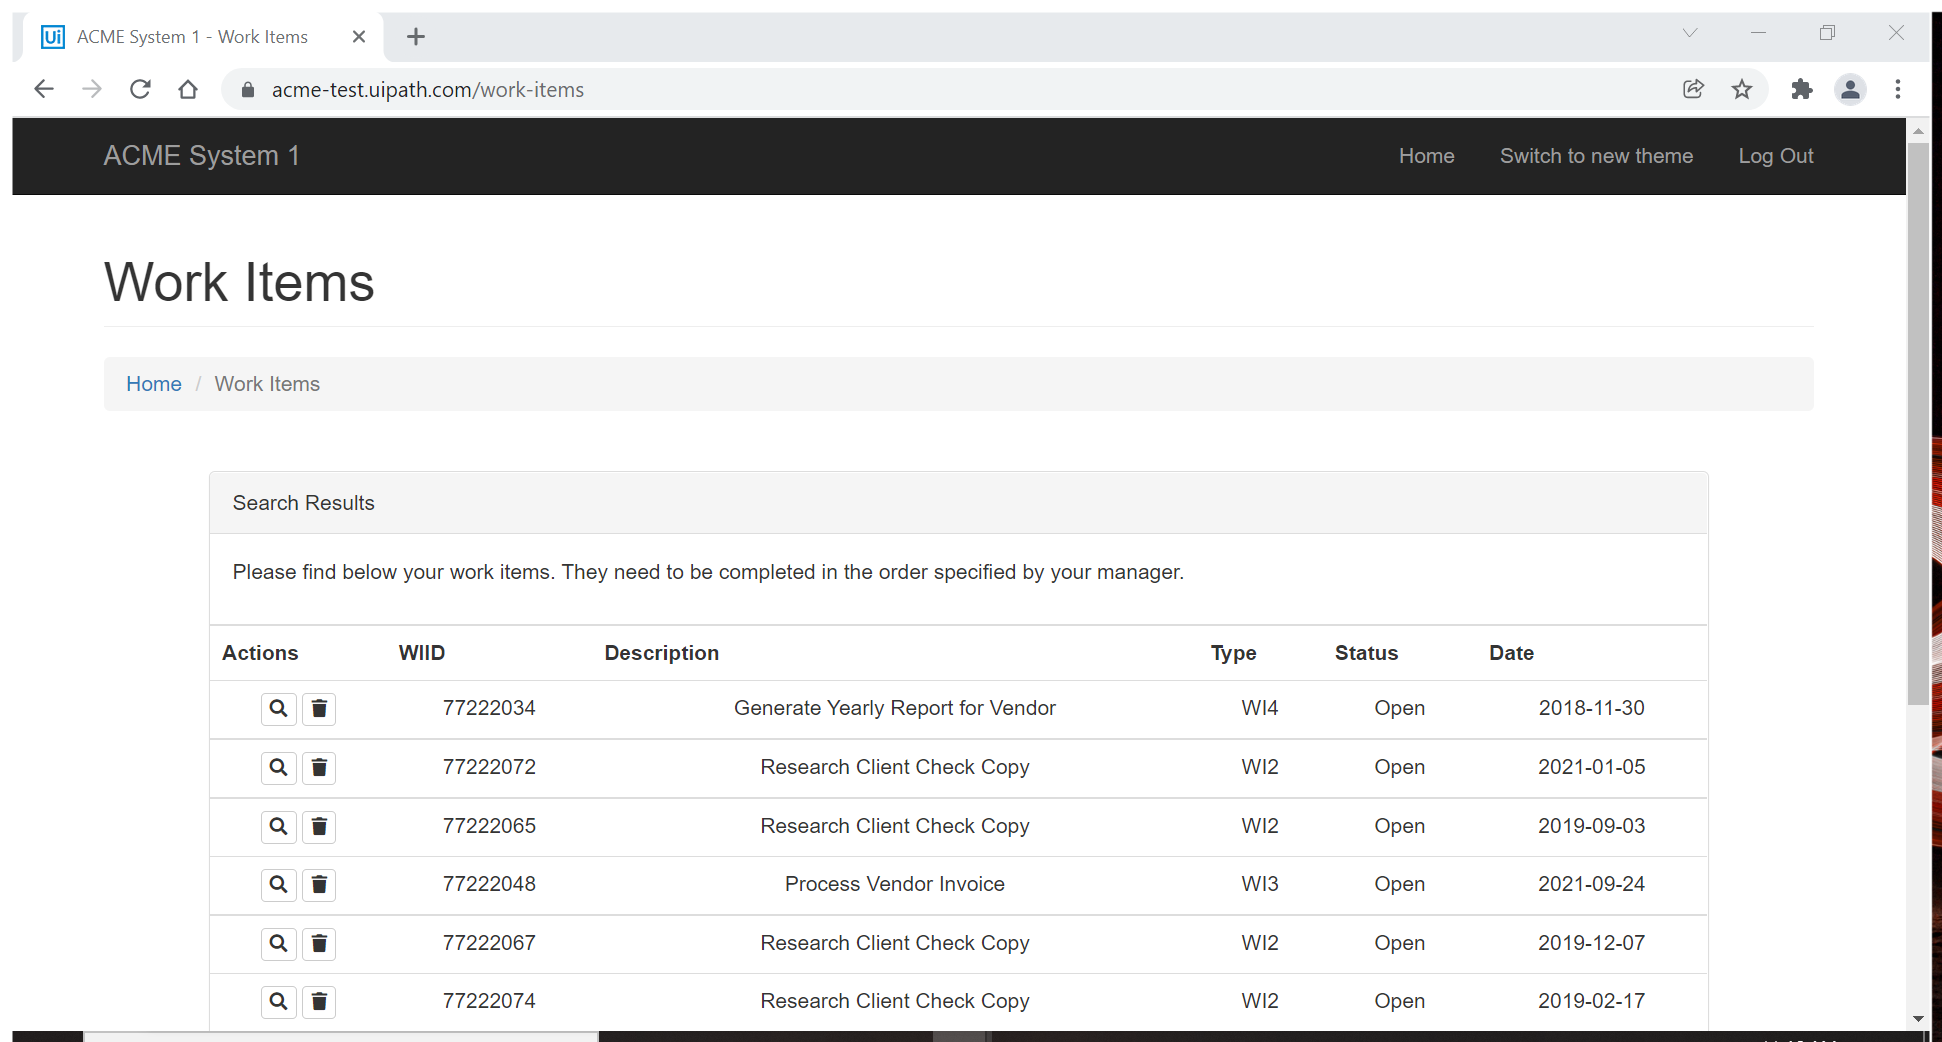 Ui ACME System 1 - Work Items
acme-test.uipath.com/work-items
ACME System 1 Home Switch to new theme Log Out
Work Items
Home / Work Items
Search Results
Please find below your work items. They need to be completed in the order specified by your manager.
Actions WIID Description Type Status Date
77222034 Generate Yearly Report for Vendor WI4 Open 2018-11-30
77222072 Research Client Check Copy WI2 Open 2021-01-05
77222065 Research Client Check Copy WI2 Open 2019-09-03
77222048 Process Vendor Invoice WI3 Open 2021-09-24
77222067 Research Client Check Copy WI2 Open 2019-12-07
77222074 Research Client Check Copy WI2 Open 2019-02-17